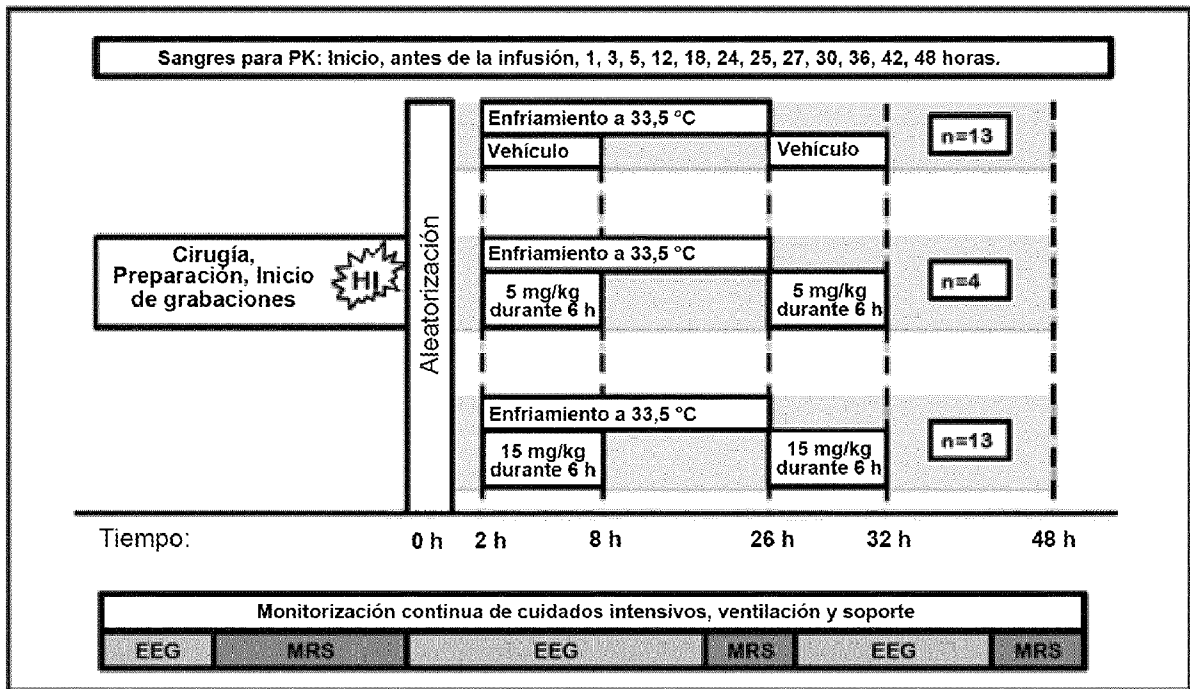 Sangres para PK: Inicio, antes de la infusión, 1, 3, 5, 12, 18, 24, 25, 27, 30, 36, 42, 48 horas.
Enfriamiento a 33,5 °C
Vehículo
Vehículo
n=13
Cirugía,
Preparación, Inicio
de grabaciones
HI
Aleatorización
Enfriamiento a 33,5 °C
5 mg/kg
durante 6 h
5 mg/kg
durante 6 h
n=4
Enfriamiento a 33,5 °C
15 mg/kg
durante 6 h
15 mg/kg
durante 6 h
n=13
Tiempo: 0 h 2 h 8 h 26 h 32 h 48 h
Monitorización continua de cuidados intensivos, ventilación y soporte
EEG MRS EEG MRS EEG MRS